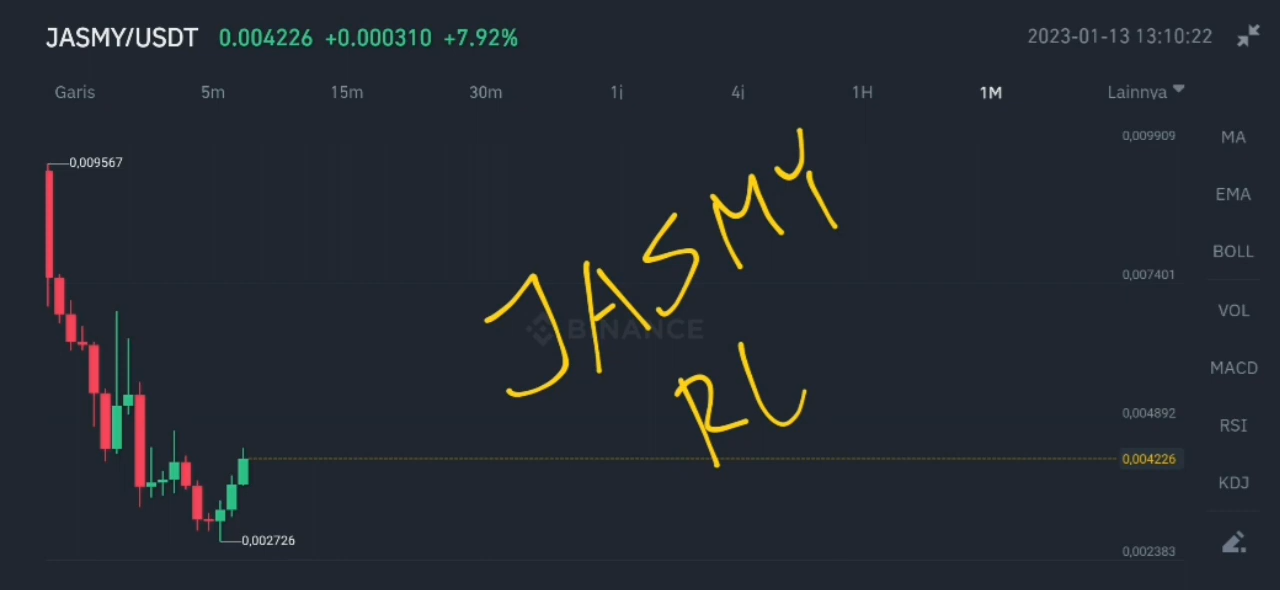 JASMY/USDT 0.004226 +0.000310 +7.92% 2023-01-13 13:10:22
Garis 5m 15m 30m 1j 4j 1H 1M Lainnya
0,009909 MA
0,009567
EMA
JASMY
BOLL
0,007401
VOL
BINANCE
MACD
RL
0,004892
RSI
0,004226
KDJ
0,002726
0,002383